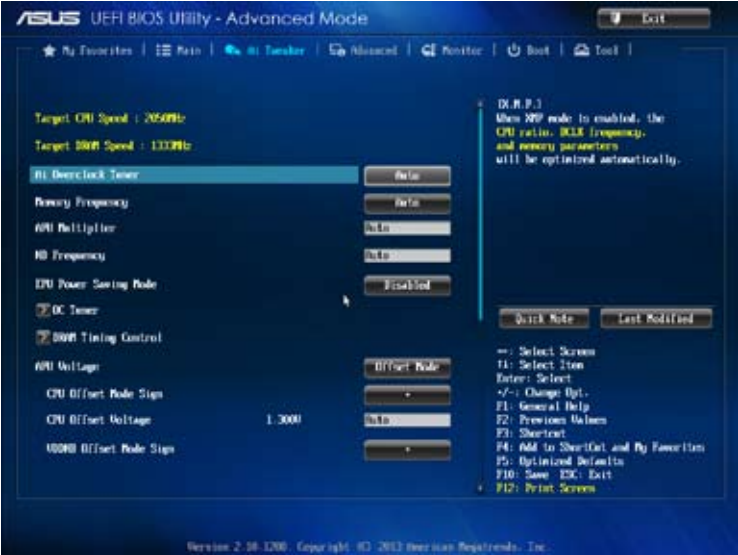 ASUS UEFI BIOS Utility - Advanced Mode
Exit
My Favorites | Main | Ai Tweaker | Advanced | Monitor | Boot | Tool |
Target CPU Speed : 2050MHz
Target DRAM Speed : 1333MHz
Ai Overclock Tuner Auto
Memory Frequency Auto
APU Multiplier Auto
NB Frequency Auto
EPU Power Saving Mode Disabled
OC Tuner
DRAM Timing Control
APU Voltage Offset Mode
CPU Offset Mode Sign
CPU Offset Voltage 1.300V Auto
VDDNB Offset Mode Sign
[X.M.P.]
When XMP mode is enabled, the
CPU ratio, BCLK frequency,
and memory parameters
will be optimized automatically.
Quick Note Last Modified
: Select Screen
↑↓: Select Item
Enter: Select
+/-: Change Opt.
F1: General Help
F2: Previous Values
F3: Shortcut
F4: Add to ShortCut and My Favorites
F5: Optimized Defaults
F10: Save ESC: Exit
F12: Print Screen
Version 2.10.1208. Copyright (C) 2013 American Megatrends, Inc.